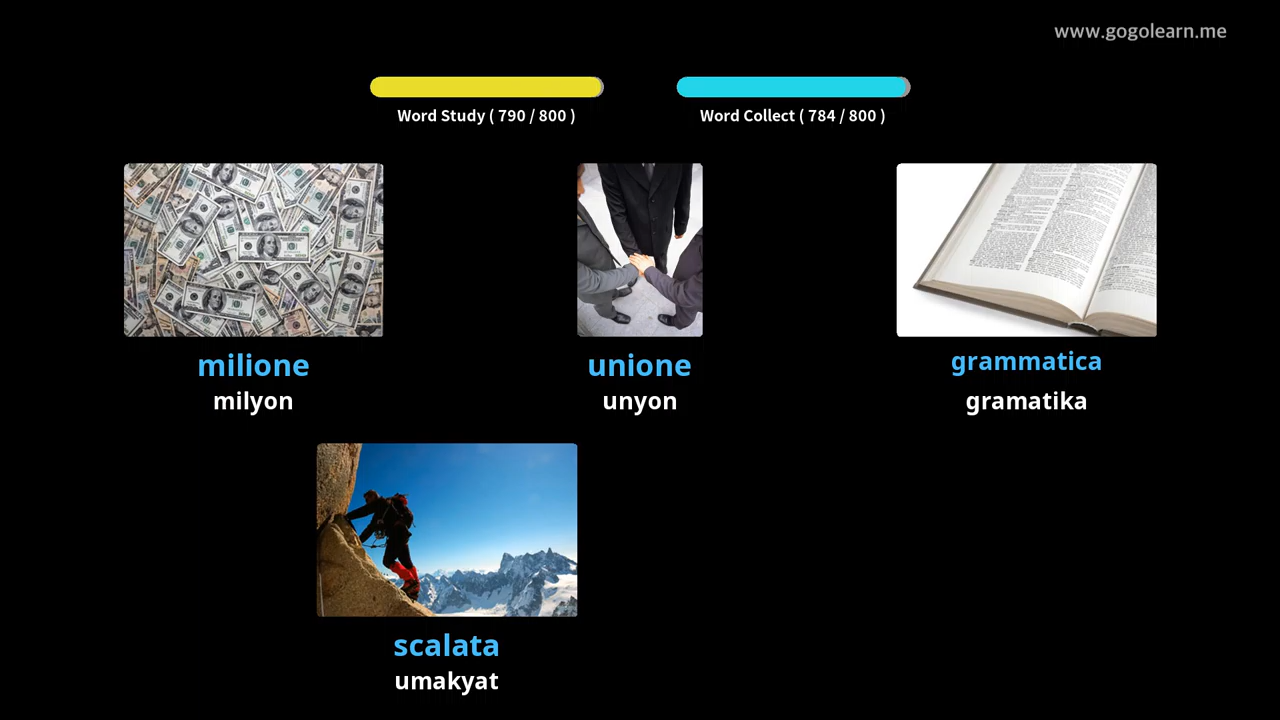 www.gogolearn.me
Word Study ( 790 / 800 )
Word Collect ( 784 / 800 )
milione
milyon
unione
unyon
grammatica
gramatika
scalata
umakyat